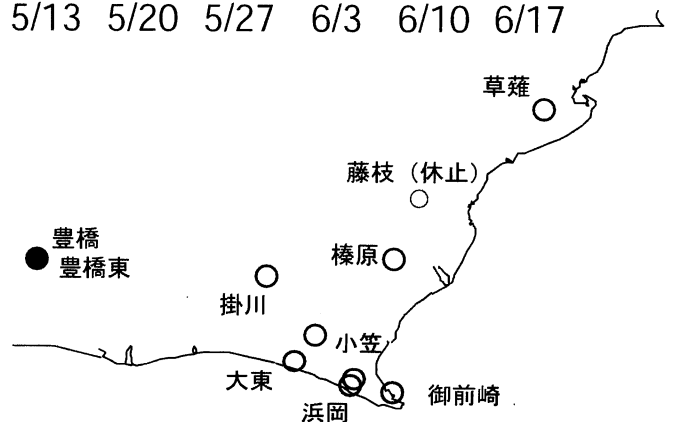 5/13 5/20 5/27 6/3 6/10 6/17
草薙
藤枝（休止）
豊橋
豊橋東
榛原
掛川
小笠
大東
浜岡
御前崎